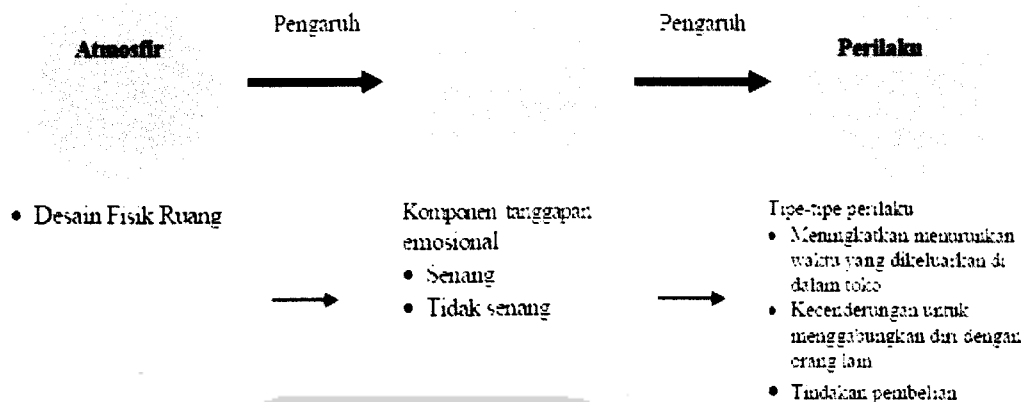 Atmosfir
Pengaruh
Pengaruh
Perilaku
• Desain Fisik Ruang
Komponen tanggapan
emosional
• Senang
• Tidak senang
Tipe-tipe perilaku
• Meningkatkan menurunkan
waktu yang dikeluarkan di
dalam toko
• Kecenderungan untuk
menggabungkan diri dengan
orang lain
• Tindakan pembelian